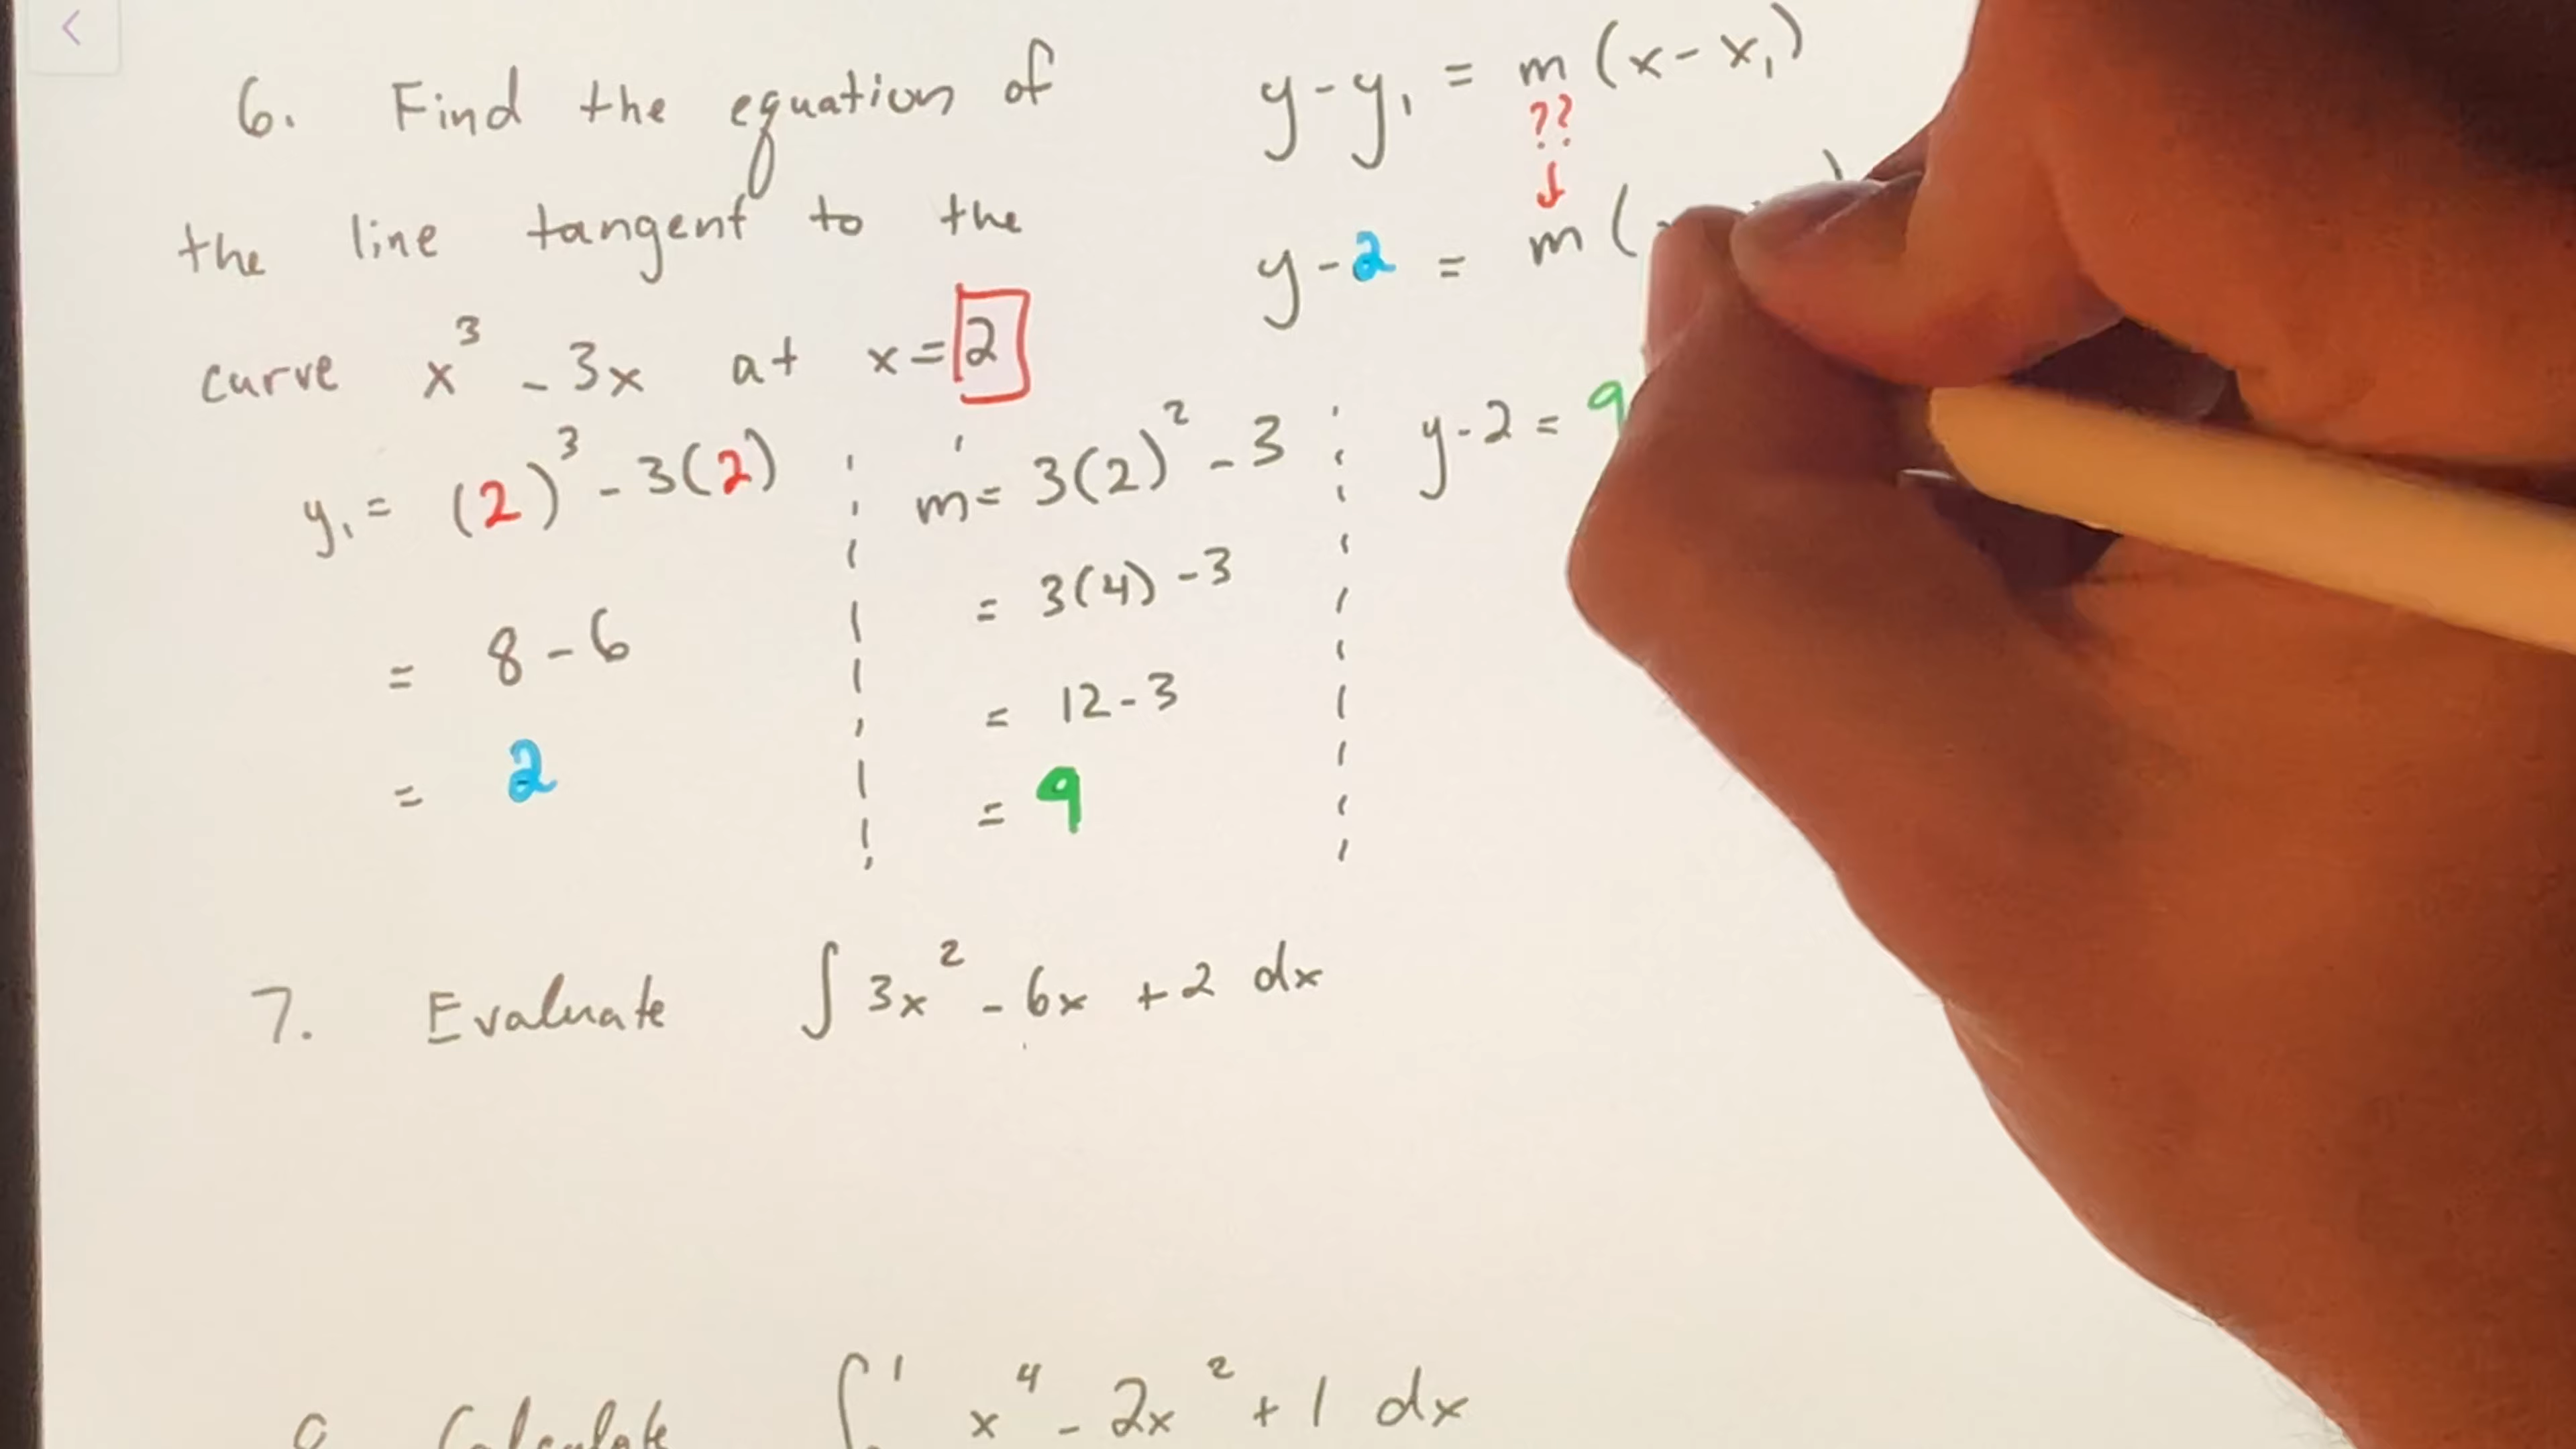 6. Find the equation of
the line tangent to the
curve x³ - 3x at x = 2
y₁ = (2)³ - 3(2)
= 8 - 6
= 2
m = 3(2)² - 3
= 3(4) - 3
= 12 - 3
= 9
y - y₁ = m (x - x₁)
??
y - 2 = m (
y - 2 = 9
7. Evaluate ∫ 3x² - 6x + 2 dx
Calculate ∫ ¹ x⁴ - 2x² + 1 dx